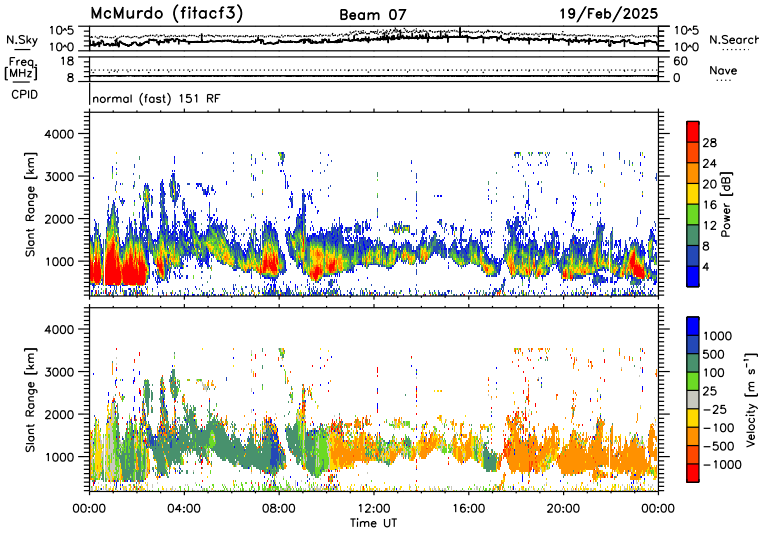 McMurdo (fitacf3) Beam 07 19/Feb/2025
N.Sky 10^5 10^0 10^5 10^0 N.Search
Freq. [MHz] 18 8 60 0 Nave
CPID normal (fast) 151 RF
Slant Range [km] 4000 3000 2000 1000
Power [dB] 28 24 20 16 12 8 4
Slant Range [km] 4000 3000 2000 1000
Velocity [m s⁻¹] 1000 500 100 25 −25 −100 −500 −1000
00:00 04:00 08:00 12:00 16:00 20:00 00:00
Time UT